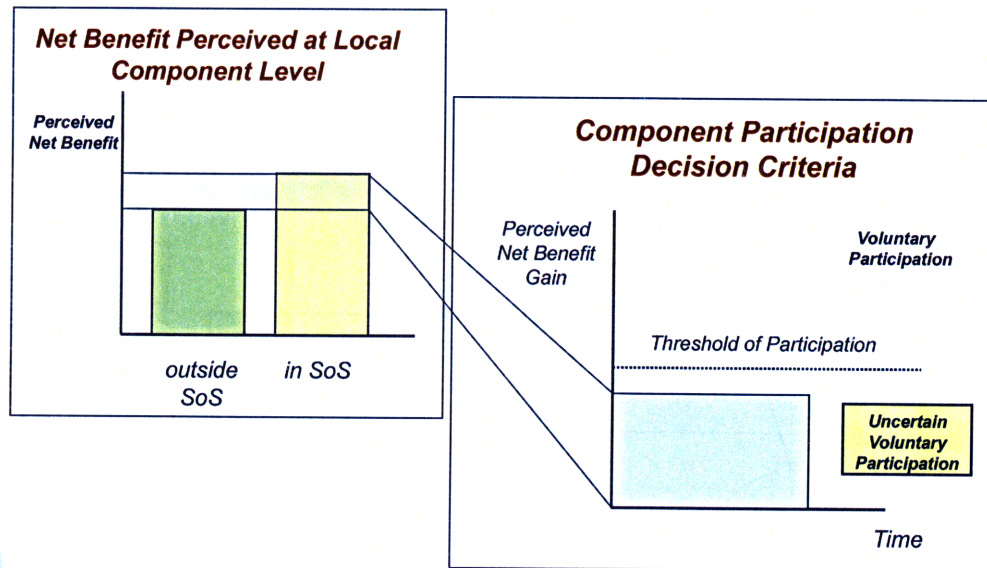 Net Benefit Perceived at Local
Component Level
Perceived
Net Benefit
outside
SoS
in SoS
Component Participation
Decision Criteria
Perceived
Net Benefit
Gain
Voluntary
Participation
Threshold of Participation
Uncertain
Voluntary
Participation
Time